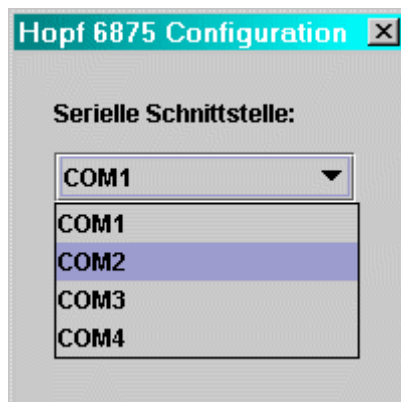 Hopf 6875 Configuration
Serielle Schnittstelle:
COM1
COM1
COM2
COM3
COM4